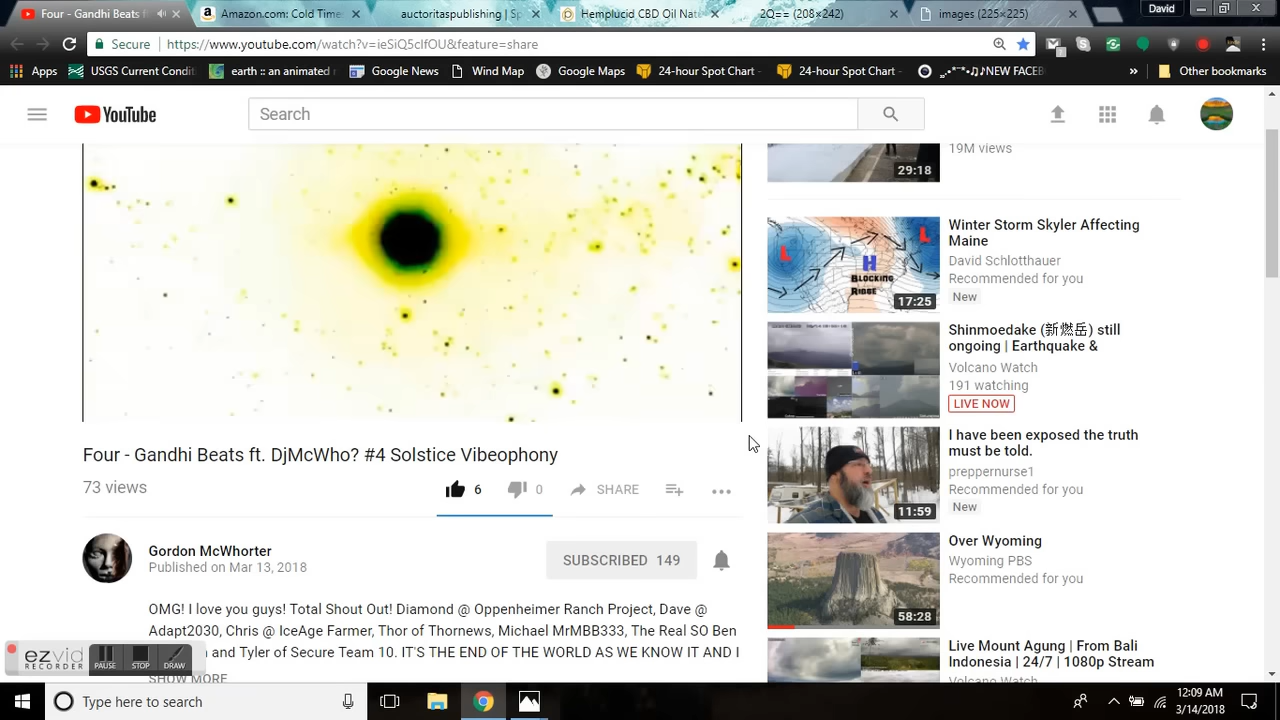 Four - Gandhi Beats
Amazon.com: Cold Time
auctoritaspublishing | Sp
Hemplucid CBD Oil Nat
2Q== (208×242)
images (225×225)
David
Secure
https://www.youtube.com/watch?v=ieSiQ5cIfOU&feature=share
Apps
USGS Current Condit
earth :: an animated
Google News
Wind Map
Google Maps
24-hour Spot Chart -
24-hour Spot Chart -
NEW FACEB
»
Other bookmarks
YouTube
Search
19M views
29:18
Winter Storm Skyler Affecting
Maine
David Schlotthauer
Recommended for you
New
L
L
H
BLOCKING
RIDGE
17:25
Shinmoedake (新燃岳) still
ongoing | Earthquake &
Volcano Watch
191 watching
LIVE NOW
I have been exposed the truth
must be told.
preppernurse1
Recommended for you
New
11:59
Over Wyoming
Wyoming PBS
Recommended for you
58:28
Live Mount Agung | From Bali
Indonesia | 24/7 | 1080p Stream
Volcano Watch
Four - Gandhi Beats ft. DjMcWho? #4 Solstice Vibeophony
73 views
6
0
SHARE
Gordon McWhorter
Published on Mar 13, 2018
SUBSCRIBED 149
OMG! I love you guys! Total Shout Out! Diamond @ Oppenheimer Ranch Project, Dave @
Adapt2030, Chris @ IceAge Farmer, Thor of Thornews, Michael MrMBB333, The Real SO Ben
and Tyler of Secure Team 10. IT'S THE END OF THE WORLD AS WE KNOW IT AND I
SHOW MORE
ezvid
RECORDER
PAUSE
STOP
DRAW
Type here to search
12:09 AM
3/14/2018